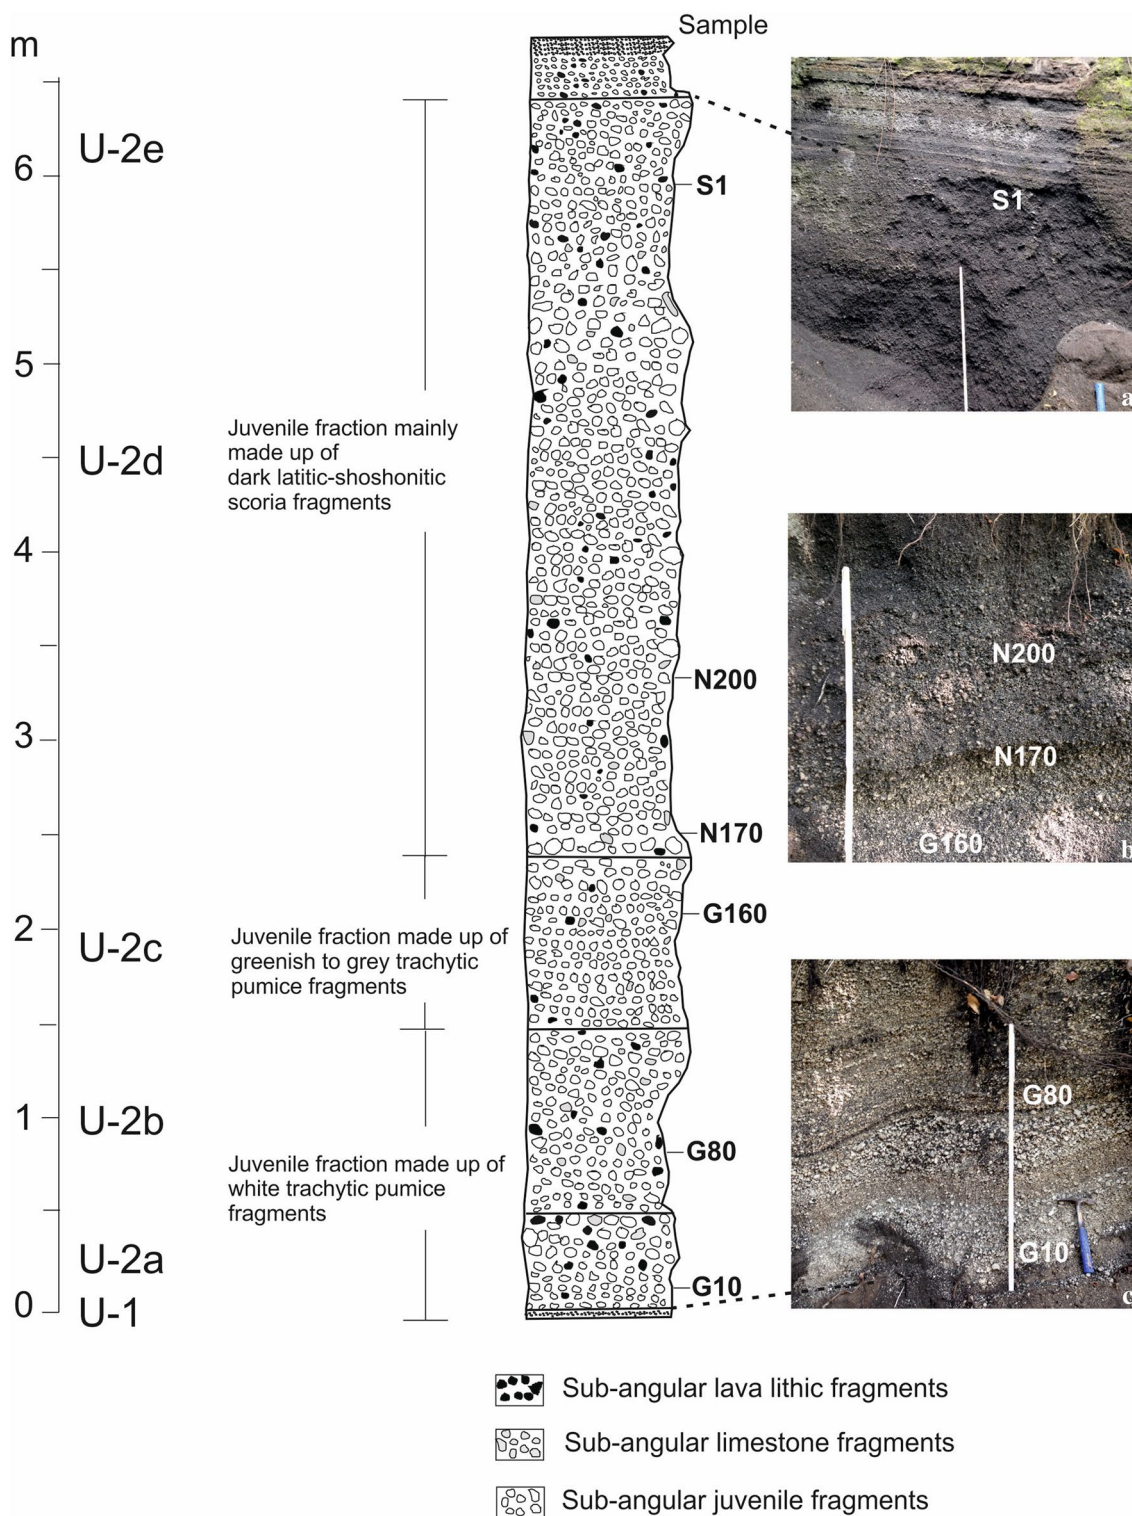 Sample
m
U-2e
6
S1
S1
a
5
Juvenile fraction mainly
made up of
dark latitic-shoshonitic
scoria fragments
U-2d
4
N200
N200
3
N170
N170
G160
b
G160
2
U-2c
Juvenile fraction made up of
greenish to grey trachytic
pumice fragments
1
U-2b
G80
G80
Juvenile fraction made up of
white trachytic pumice
fragments
U-2a
G10
G10
0
U-1
c
Sub-angular lava lithic fragments
Sub-angular limestone fragments
Sub-angular juvenile fragments